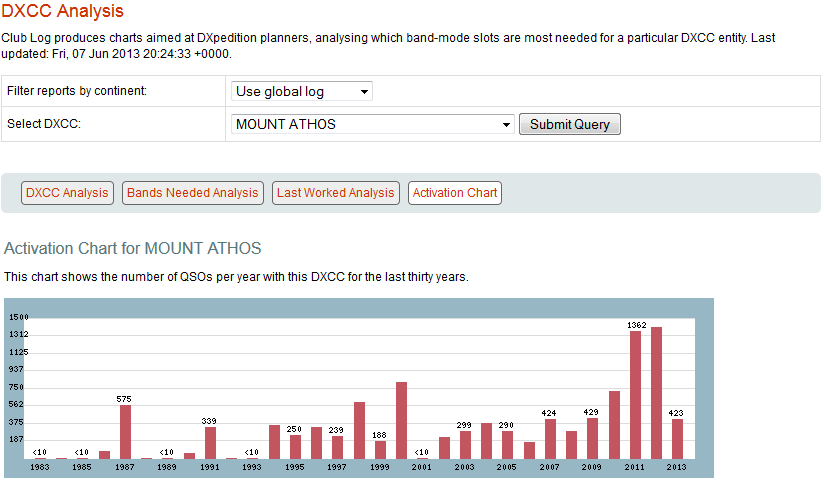 DXCC Analysis
Club Log produces charts aimed at DXpedition planners, analysing which band-mode slots are most needed for a particular DXCC entity. Last
updated: Fri, 07 Jun 2013 20:24:33 +0000.
Filter reports by continent: Use global log
Select DXCC: MOUNT ATHOS Submit Query
DXCC Analysis Bands Needed Analysis Last Worked Analysis Activation Chart
Activation Chart for MOUNT ATHOS
This chart shows the number of QSOs per year with this DXCC for the last thirty years.
1500
1362
1312
1125
937
750
575
562
424 429 423
375
339
299 290
250 239
187
188
<10 <10 <10 <10 <10
1983 1985 1987 1989 1991 1993 1995 1997 1999 2001 2003 2005 2007 2009 2011 2013